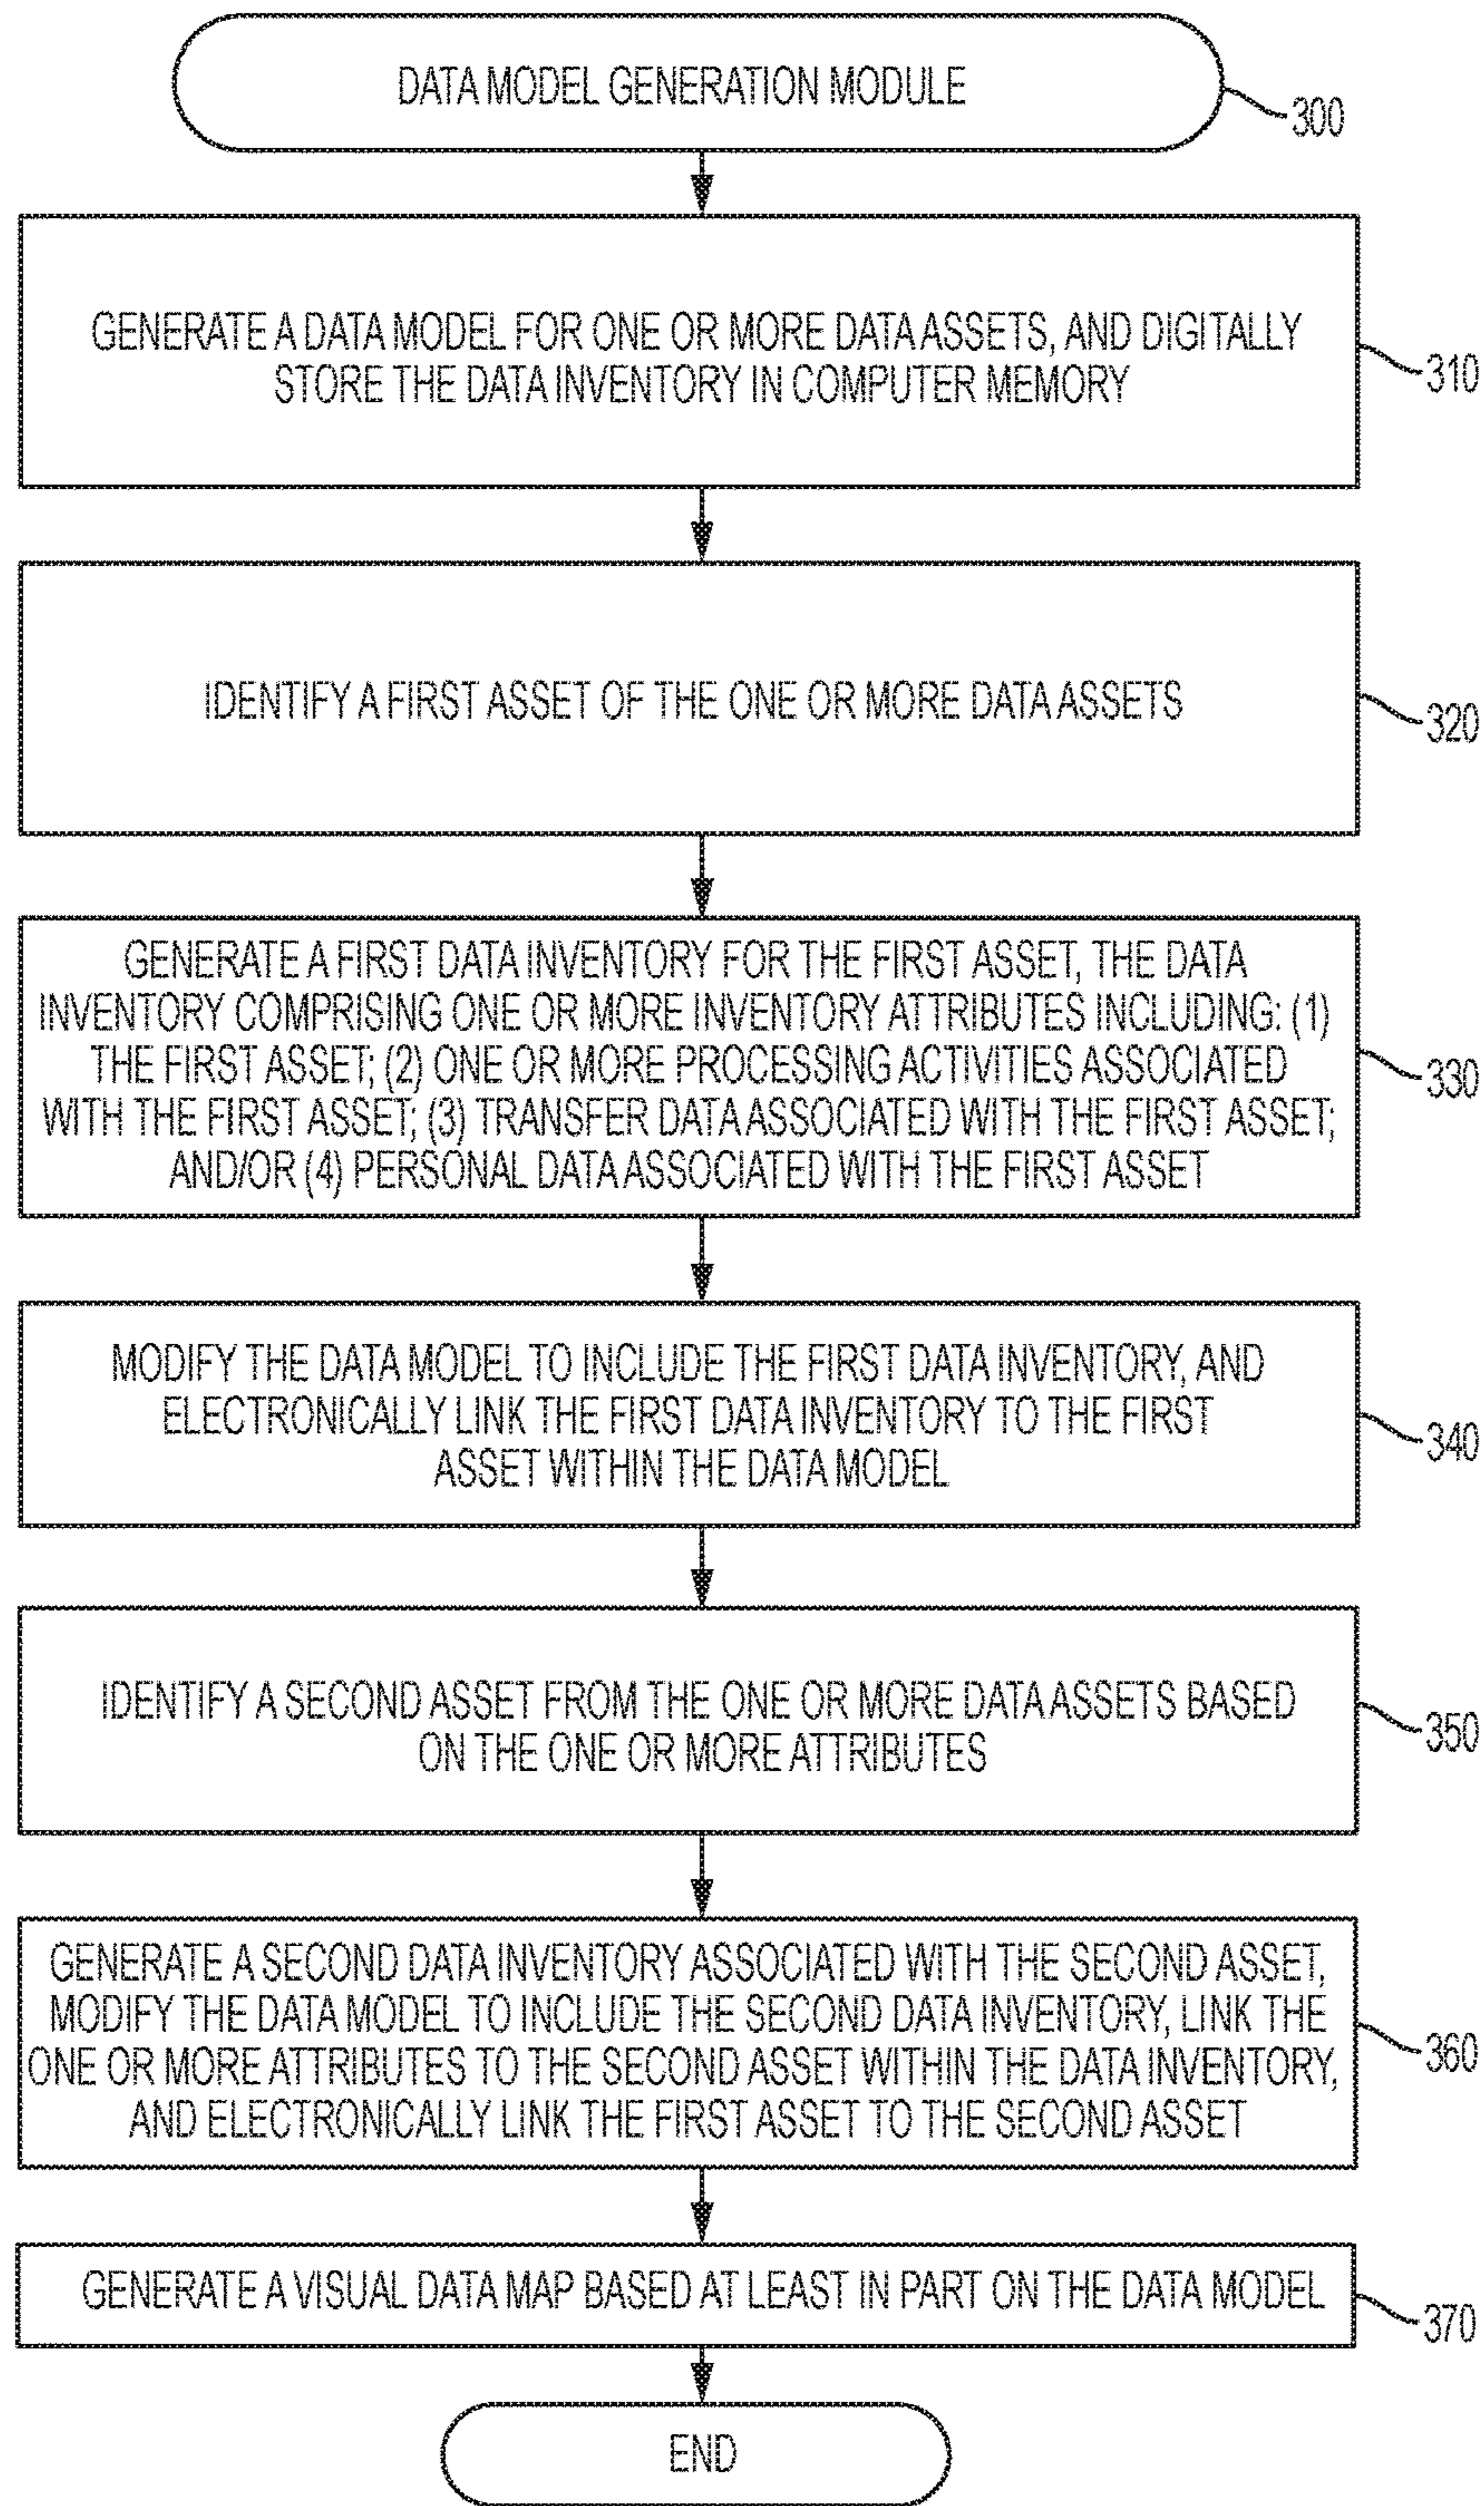 DATA MODEL GENERATION MODULE
300
GENERATE A DATA MODEL FOR ONE OR MORE DATA ASSETS, AND DIGITALLY
STORE THE DATA INVENTORY IN COMPUTER MEMORY
310
IDENTIFY A FIRST ASSET OF THE ONE OR MORE DATA ASSETS
320
GENERATE A FIRST DATA INVENTORY FOR THE FIRST ASSET, THE DATA
INVENTORY COMPRISING ONE OR MORE INVENTORY ATTRIBUTES INCLUDING: (1)
THE FIRST ASSET; (2) ONE OR MORE PROCESSING ACTIVITIES ASSOCIATED
WITH THE FIRST ASSET; (3) TRANSFER DATA ASSOCIATED WITH THE FIRST ASSET;
AND/OR (4) PERSONAL DATA ASSOCIATED WITH THE FIRST ASSET
330
MODIFY THE DATA MODEL TO INCLUDE THE FIRST DATA INVENTORY, AND
ELECTRONICALLY LINK THE FIRST DATA INVENTORY TO THE FIRST
ASSET WITHIN THE DATA MODEL
340
IDENTIFY A SECOND ASSET FROM THE ONE OR MORE DATA ASSETS BASED
ON THE ONE OR MORE ATTRIBUTES
350
GENERATE A SECOND DATA INVENTORY ASSOCIATED WITH THE SECOND ASSET,
MODIFY THE DATA MODEL TO INCLUDE THE SECOND DATA INVENTORY, LINK THE
ONE OR MORE ATTRIBUTES TO THE SECOND ASSET WITHIN THE DATA INVENTORY,
AND ELECTRONICALLY LINK THE FIRST ASSET TO THE SECOND ASSET
360
GENERATE A VISUAL DATA MAP BASED AT LEAST IN PART ON THE DATA MODEL
370
END